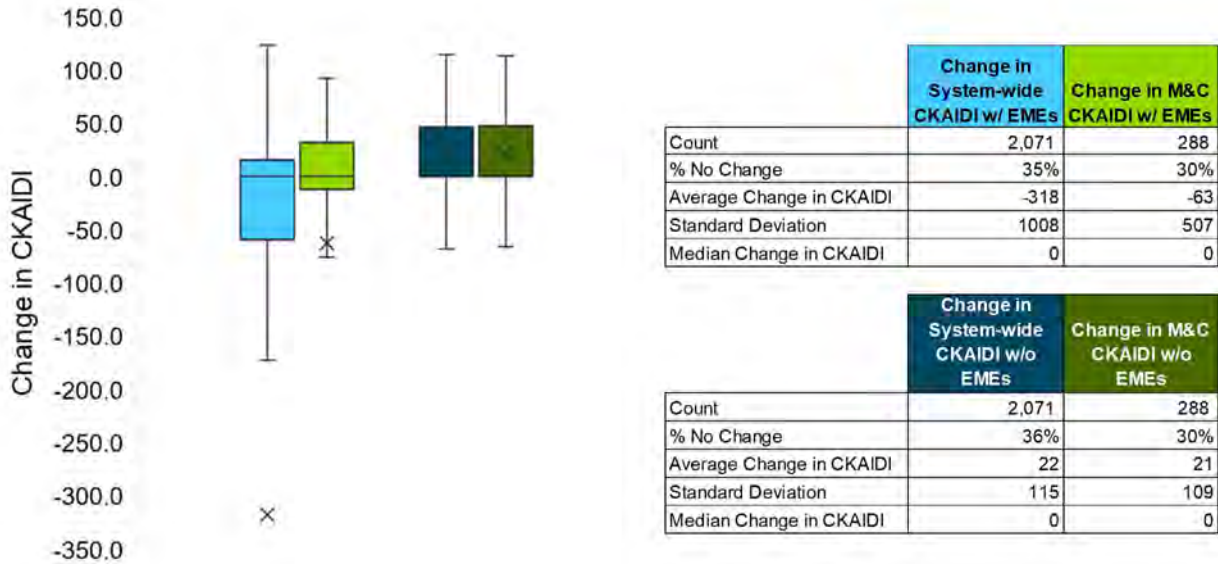 150.0
100.0
50.0
0.0
-50.0
-100.0
-150.0
-200.0
-250.0
-300.0
-350.0
Change in CKAIDI
Change in
System-wide
CKAIDI w/ EMEs
Change in M&C
CKAIDI w/ EMEs
Count 2,071 288
% No Change 35% 30%
Average Change in CKAIDI -318 -63
Standard Deviation 1008 507
Median Change in CKAIDI 0 0
Change in
System-wide
CKAIDI w/o
EMEs
Change in M&C
CKAIDI w/o
EMEs
Count 2,071 288
% No Change 36% 30%
Average Change in CKAIDI 22 21
Standard Deviation 115 109
Median Change in CKAIDI 0 0